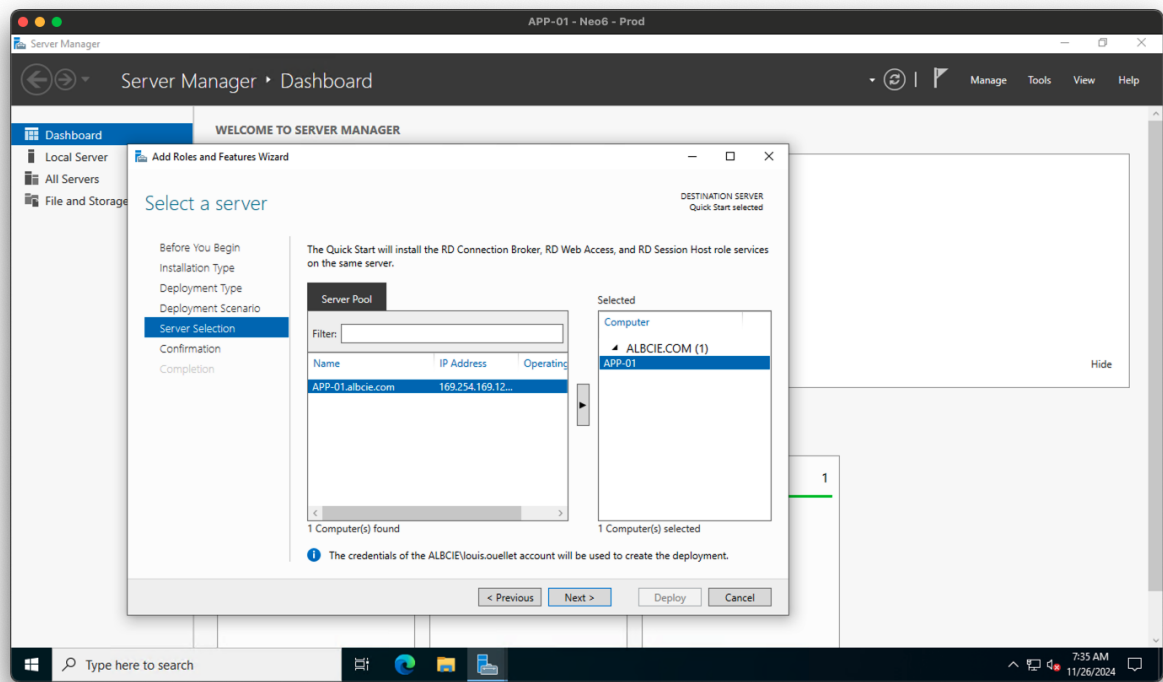 APP-01 - Neo6 - Prod
Server Manager
Server Manager ‣ Dashboard
Manage Tools View Help
Dashboard
Local Server
All Servers
File and Storage
WELCOME TO SERVER MANAGER
Hide
1
Add Roles and Features Wizard
Select a server
DESTINATION SERVER
Quick Start selected
Before You Begin
Installation Type
Deployment Type
Deployment Scenario
Server Selection
Confirmation
Completion
The Quick Start will install the RD Connection Broker, RD Web Access, and RD Session Host role services
on the same server.
Server Pool
Filter:
Name IP Address Operating
APP-01.albcie.com 169.254.169.12...
1 Computer(s) found
Selected
Computer
ALBCIE.COM (1)
APP-01
1 Computer(s) selected
The credentials of the ALBCIE\louis.ouellet account will be used to create the deployment.
< Previous Next > Deploy Cancel
Type here to search
7:35 AM
11/26/2024